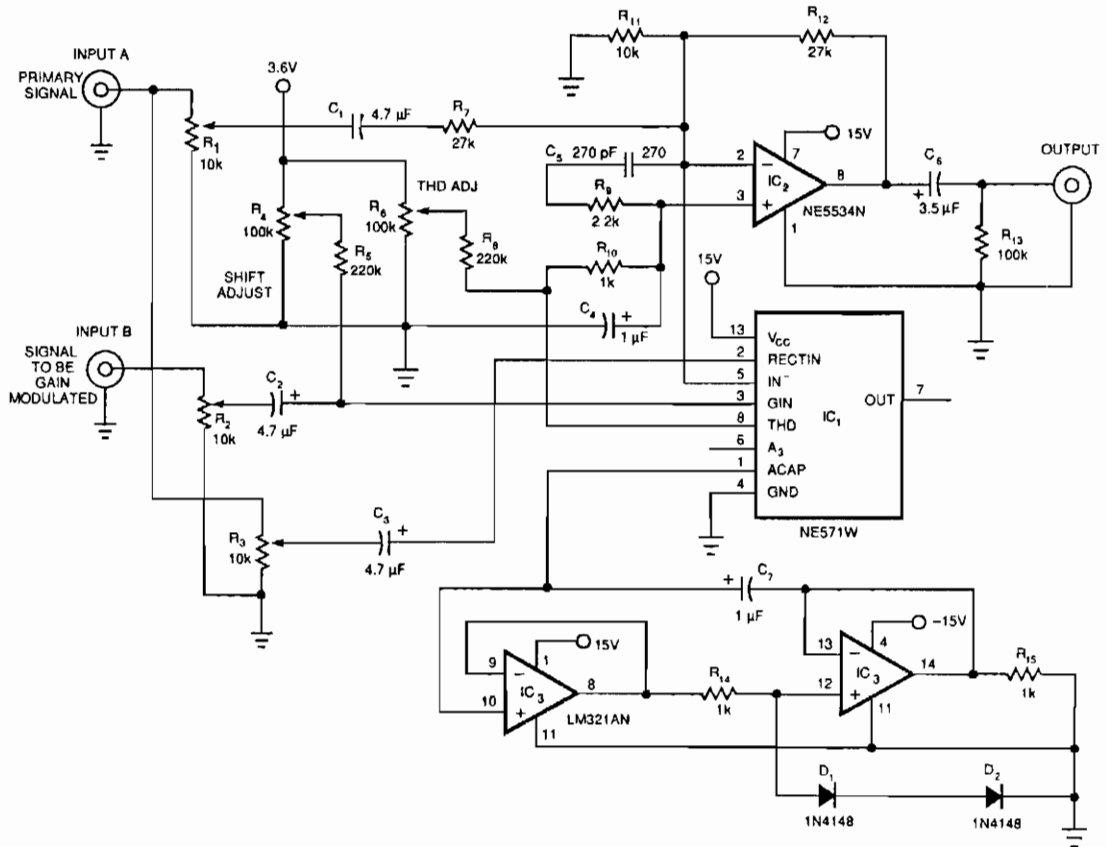 INPUT A
PRIMARY
SIGNAL
R1
10k
3.6V
C1 4.7 µF
R7
27k
R11
10k
R12
27k
R4
100k
SHIFT
ADJUST
R5
220k
THD ADJ
R6
100k
R8
220k
C5 270 pF 270
R9
2.2k
R10
1k
C4 +
1 µF
2 −
3 +
IC2
7
15V
8
1
NE5534N
C6
+
3.5 µF
R13
100k
OUTPUT
INPUT B
SIGNAL
TO BE
GAIN
MODULATED
R2
10k
C2 +
4.7 µF
R3
10k
C3 +
4.7 µF
15V
13 VCC
2 RECTIN
5 IN−
3 GIN
8 THD
6 A3
1 ACAP
4 GND
IC1
OUT 7
NE571W
+ C7
1 µF
9 −
10 +
IC3
1
15V
8
11
LM321AN
R14
1k
13 −
12 +
IC3
4
−15V
14
11
R15
1k
D1
1N4148
D2
1N4148